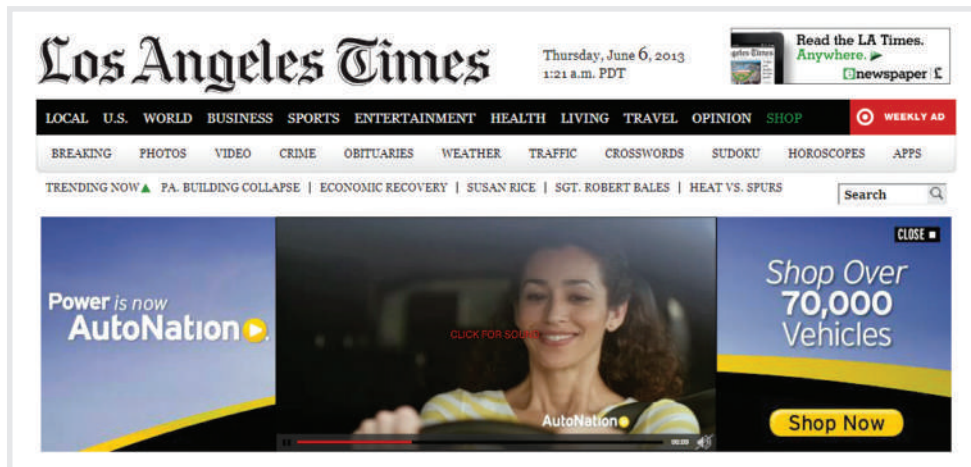 Los Angeles Times
Thursday, June 6, 2013
1:21 a.m. PDT
Read the LA Times.
Anywhere.
enewspaper
LOCAL U.S. WORLD BUSINESS SPORTS ENTERTAINMENT HEALTH LIVING TRAVEL OPINION SHOP WEEKLY AD
BREAKING PHOTOS VIDEO CRIME OBITUARIES WEATHER TRAFFIC CROSSWORDS SUDOKU HOROSCOPES APPS
TRENDING NOW PA. BUILDING COLLAPSE | ECONOMIC RECOVERY | SUSAN RICE | SGT. ROBERT BALES | HEAT VS. SPURS
Search
CLOSE
Power is now
AutoNation
CLICK FOR SOUND
AutoNation
00:00
Shop Over
70,000
Vehicles
Shop Now